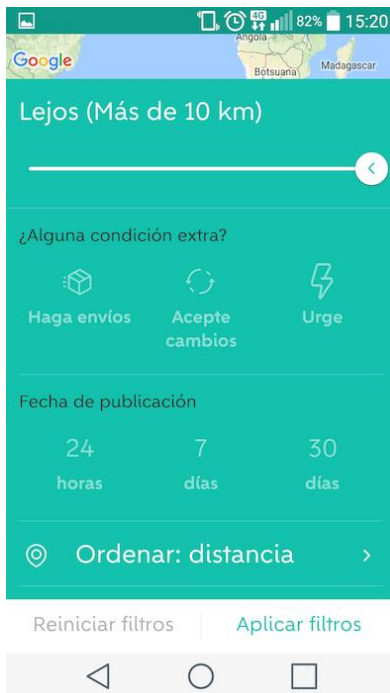 4G 82% 15:20
Google Angola
Botsuana Madagascar
Lejos (Más de 10 km)
¿Alguna condición extra?
Haga envíos Acepte cambios Urge
Fecha de publicación
24 horas 7 días 30 días
Ordenar: distancia
Reiniciar filtros Aplicar filtros